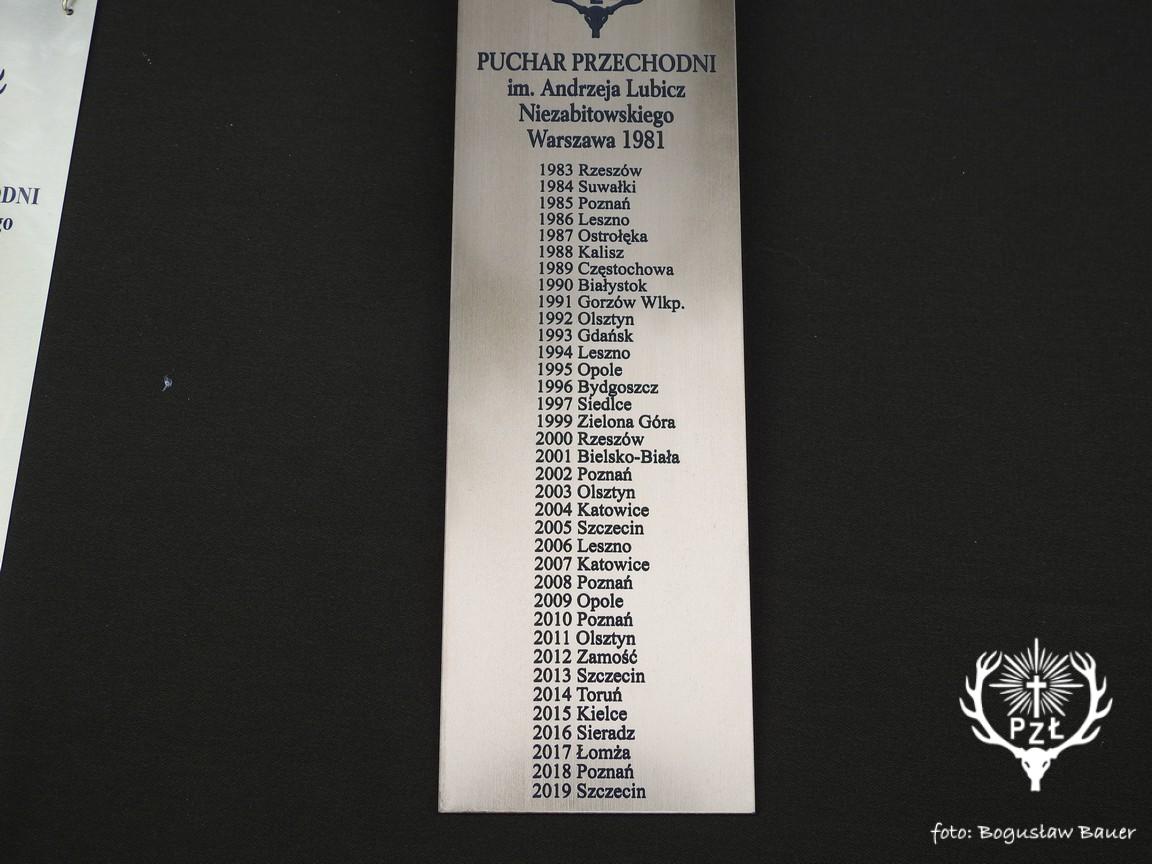 DNI
go
PUCHAR PRZECHODNI
im. Andrzeja Lubicz
Niezabitowskiego
Warszawa 1981
1983 Rzeszów
1984 Suwałki
1985 Poznań
1986 Leszno
1987 Ostrołęka
1988 Kalisz
1989 Częstochowa
1990 Białystok
1991 Gorzów Wlkp.
1992 Olsztyn
1993 Gdańsk
1994 Leszno
1995 Opole
1996 Bydgoszcz
1997 Siedlce
1999 Zielona Góra
2000 Rzeszów
2001 Bielsko-Biała
2002 Poznań
2003 Olsztyn
2004 Katowice
2005 Szczecin
2006 Leszno
2007 Katowice
2008 Poznań
2009 Opole
2010 Poznań
2011 Olsztyn
2012 Zamość
2013 Szczecin
2014 Toruń
2015 Kielce
2016 Sieradz
2017 Łomża
2018 Poznań
2019 Szczecin
PZŁ
foto: Bogusław Bauer